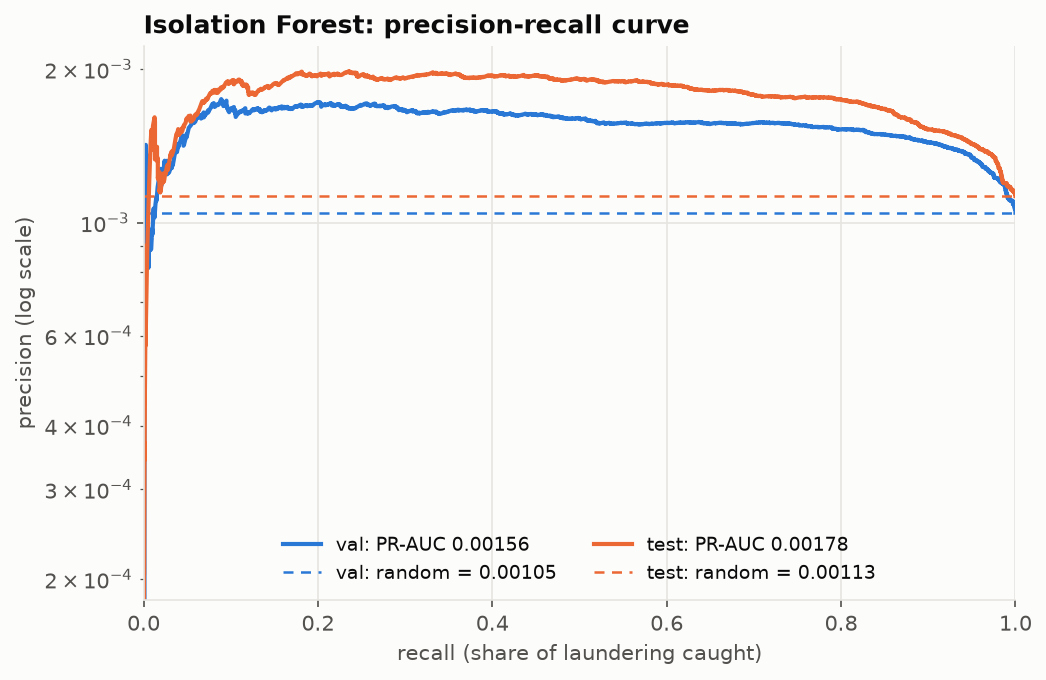 Isolation Forest: precision-recall curve
precision (log scale)
2 × 10⁻³
10⁻³
6 × 10⁻⁴
4 × 10⁻⁴
3 × 10⁻⁴
2 × 10⁻⁴
val: PR-AUC 0.00156
test: PR-AUC 0.00178
val: random = 0.00105
test: random = 0.00113
0.0 0.2 0.4 0.6 0.8 1.0
recall (share of laundering caught)